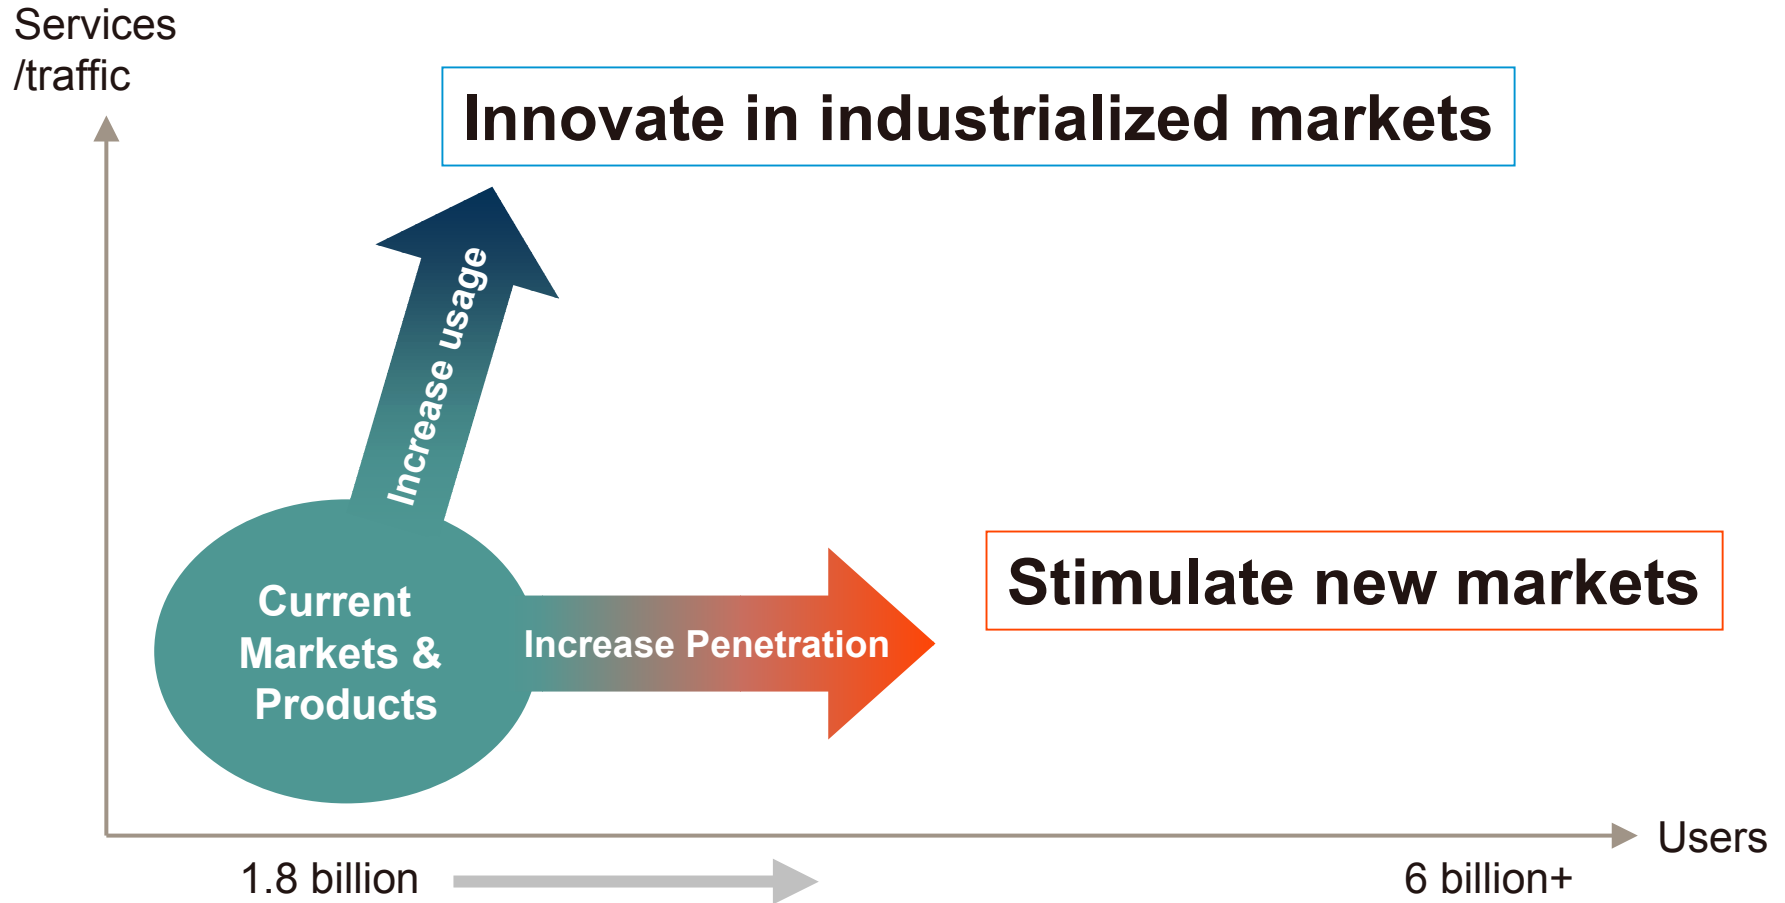 Services
/traffic
Innovate in industrialized markets
Increase usage
Stimulate new markets
Current
Markets &
Products
Increase Penetration
Users
1.8 billion
6 billion+